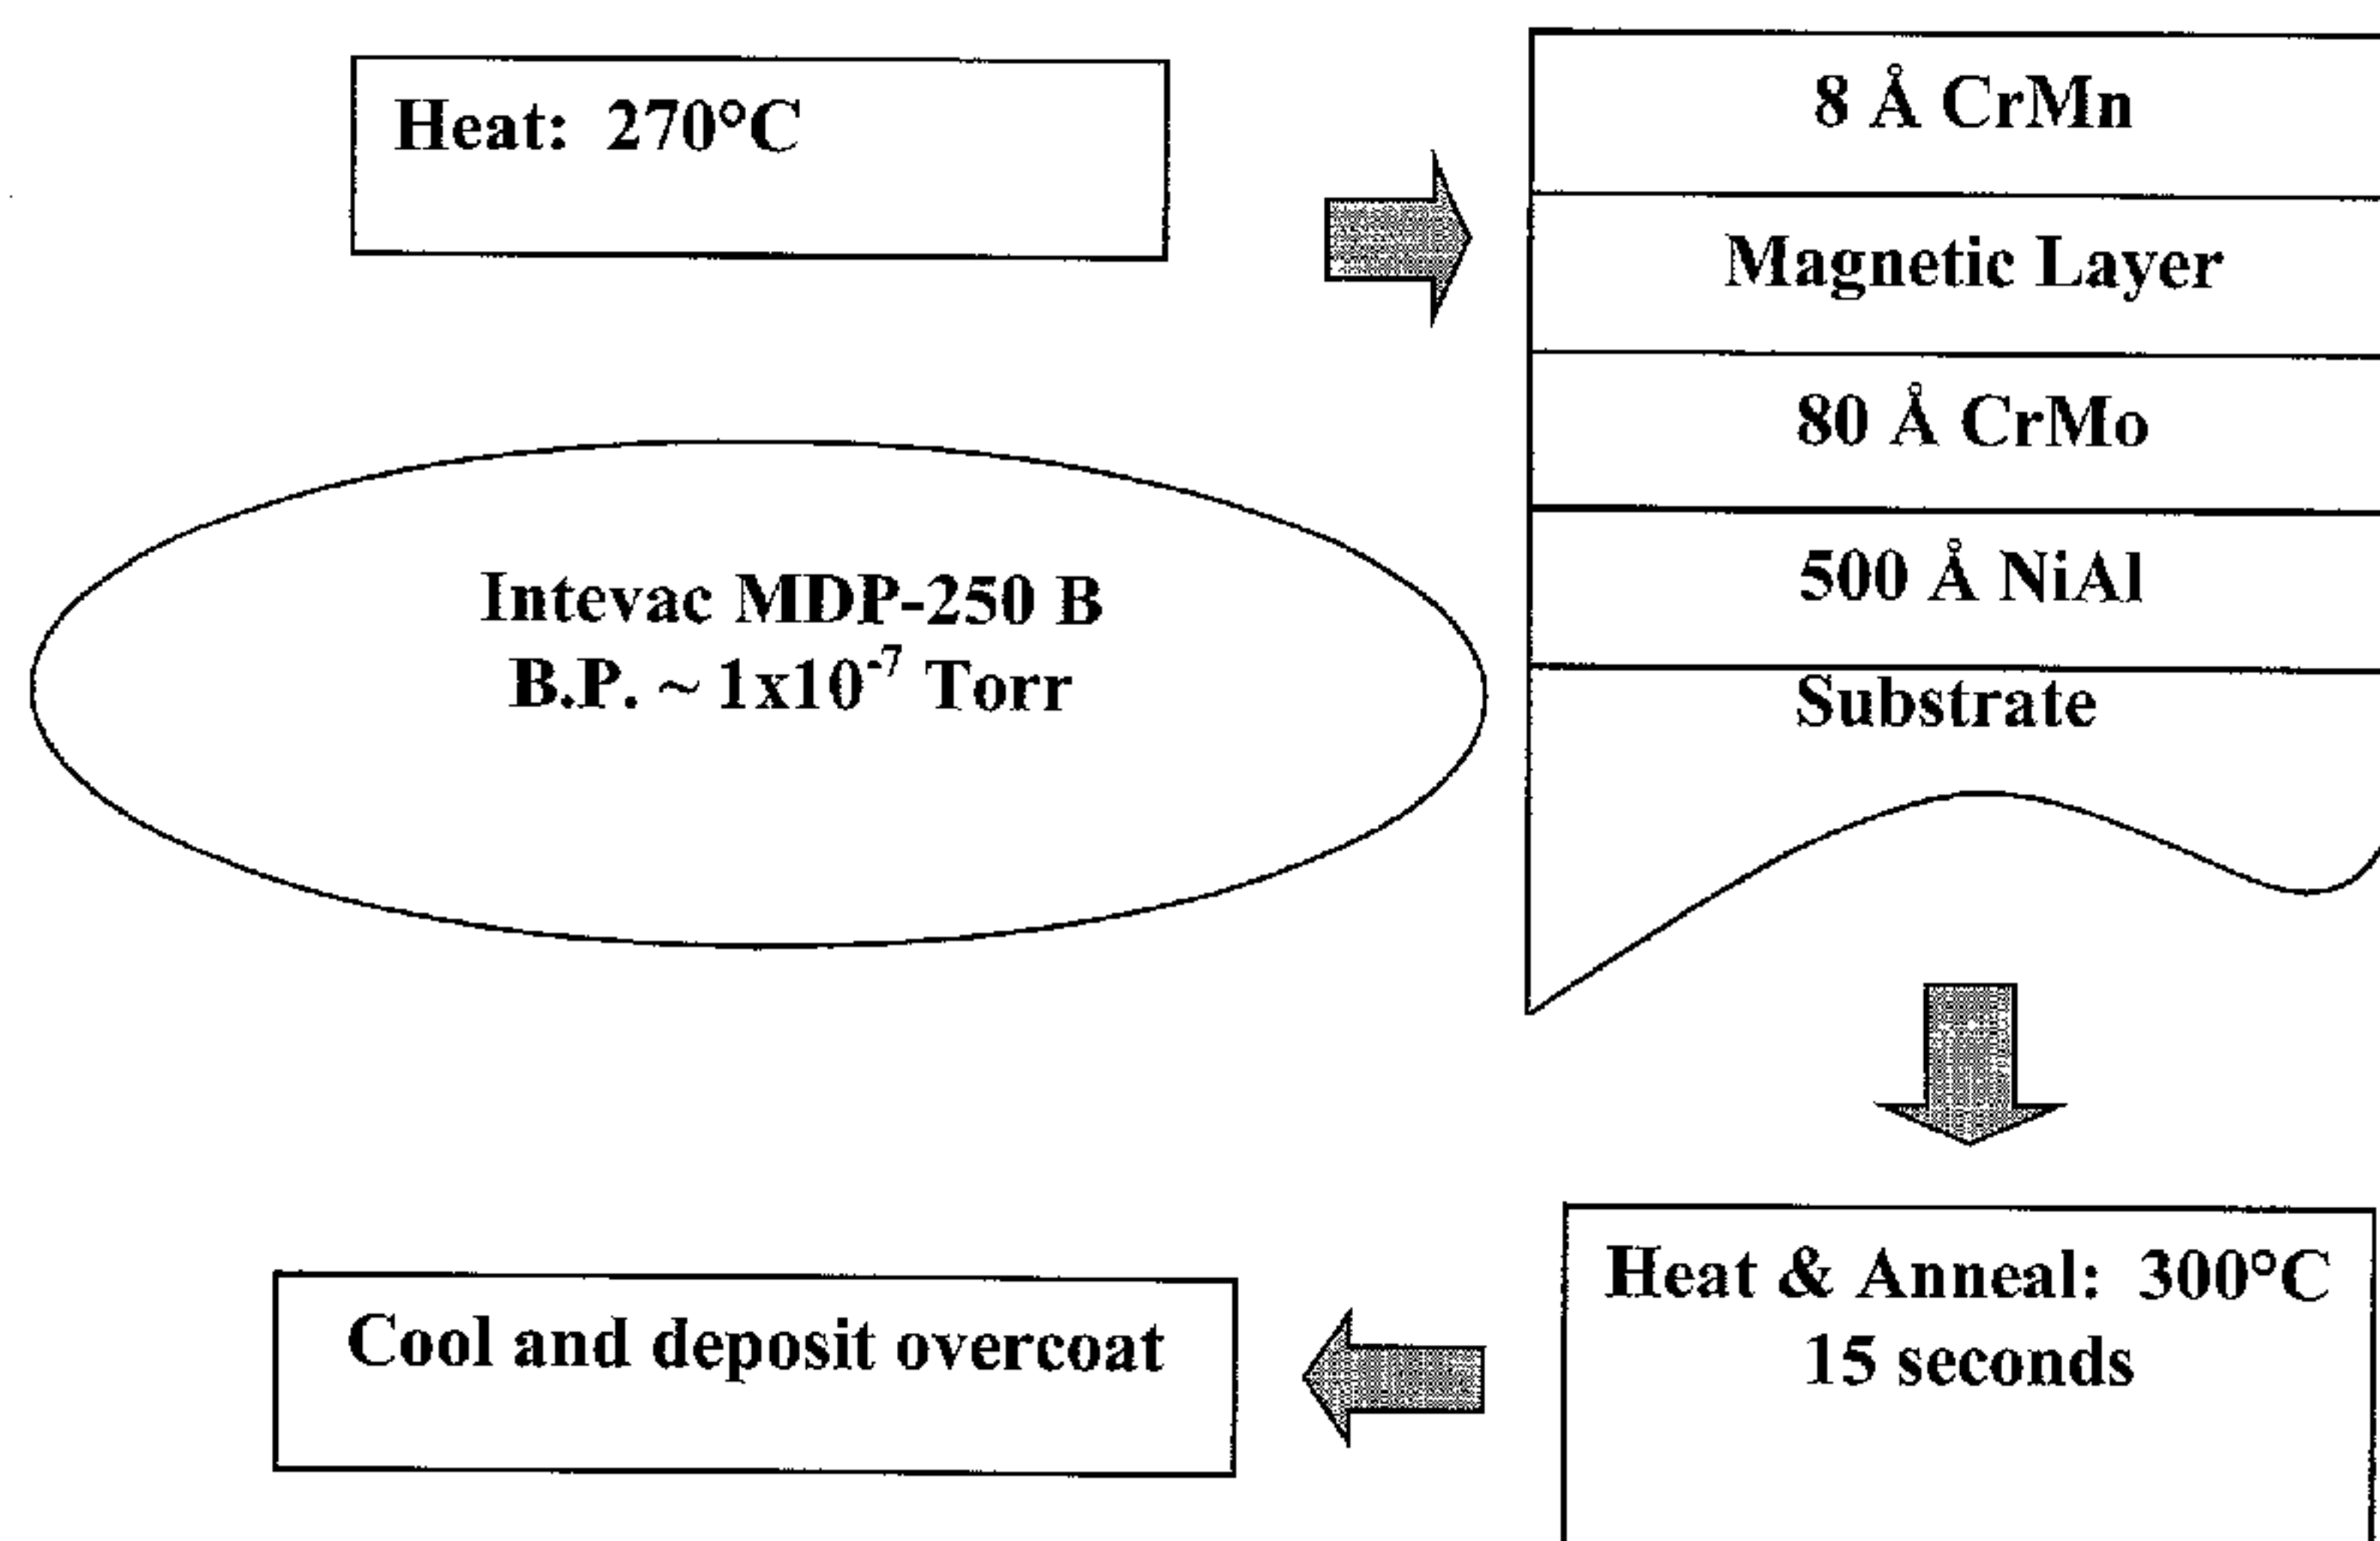 Heat: 270°C
8 Å CrMn
Magnetic Layer
80 Å CrMo
500 Å NiAl
Substrate
Intevac MDP-250 B
B.P. ~ 1x10⁻⁷ Torr
Heat & Anneal: 300°C
15 seconds
Cool and deposit overcoat